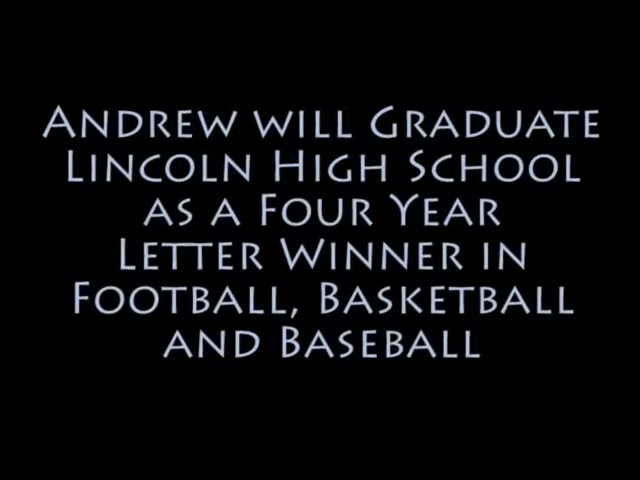 Andrew will Graduate
Lincoln High School
as a Four Year
Letter Winner in
Football, Basketball
and Baseball